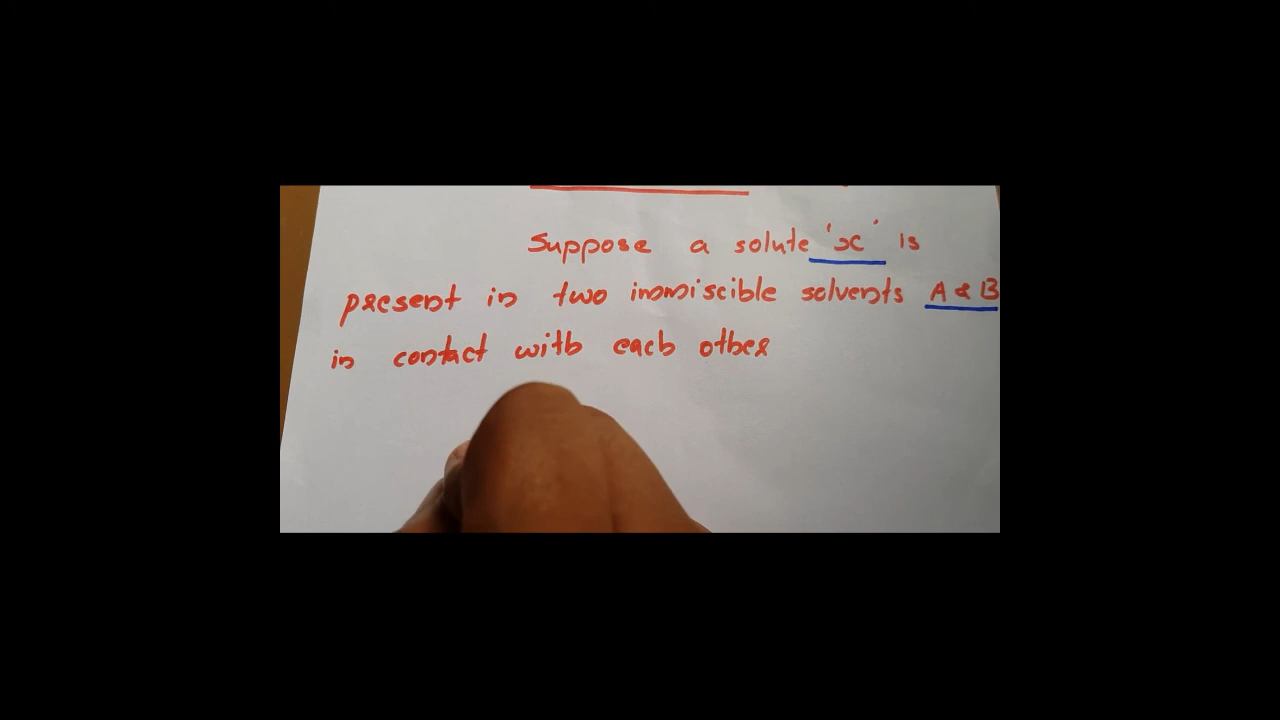 Suppose a solute 'x' is
present in two immiscible solvents A & B
in contact with each other